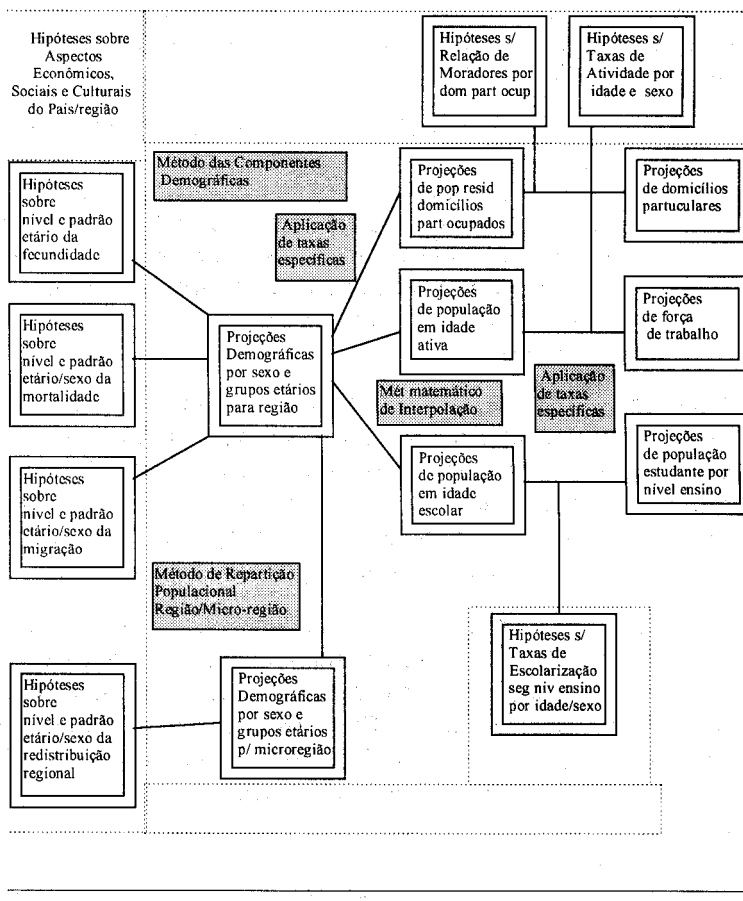 Hipóteses sobre
Aspectos
Econômicos,
Sociais e Culturais
do Pais/região
Hipóteses s/
Relação de
Moradores por
dom part ocup
Hipóteses s/
Taxas de
Atividade por
idade e sexo
Hipóteses
sobre
nível e padrão
etário da
fecundidade
Método das Componentes
Demográficas
Aplicação
de taxas
específicas
Projeções
de pop resid
domicílios
part ocupados
Projeções
de domicílios
partuculares
Hipóteses
sobre
nível e padrão
etário/sexo da
mortalidade
Projeções
Demográficas
por sexo e
grupos etários
para região
Projeções
de população
em idade
ativa
Projeções
de força
de trabalho
Mét matemático
de Interpolação
Aplicação
de taxas
específicas
Hipóteses
sobre
nível e padrão
etário/sexo da
migração
Projeções
de população
em idade
escolar
Projeções
de população
estudante por
nível ensino
Método de Repartição
Populacional
Região/Micro-região
Hipóteses
sobre
nível e padrão
etário/sexo da
redistribuição
regional
Projeções
Demográficas
por sexo e
grupos etários
p/ microregião
Hipóteses s/
Taxas de
Escolarização
seg niv ensino
por idade/sexo